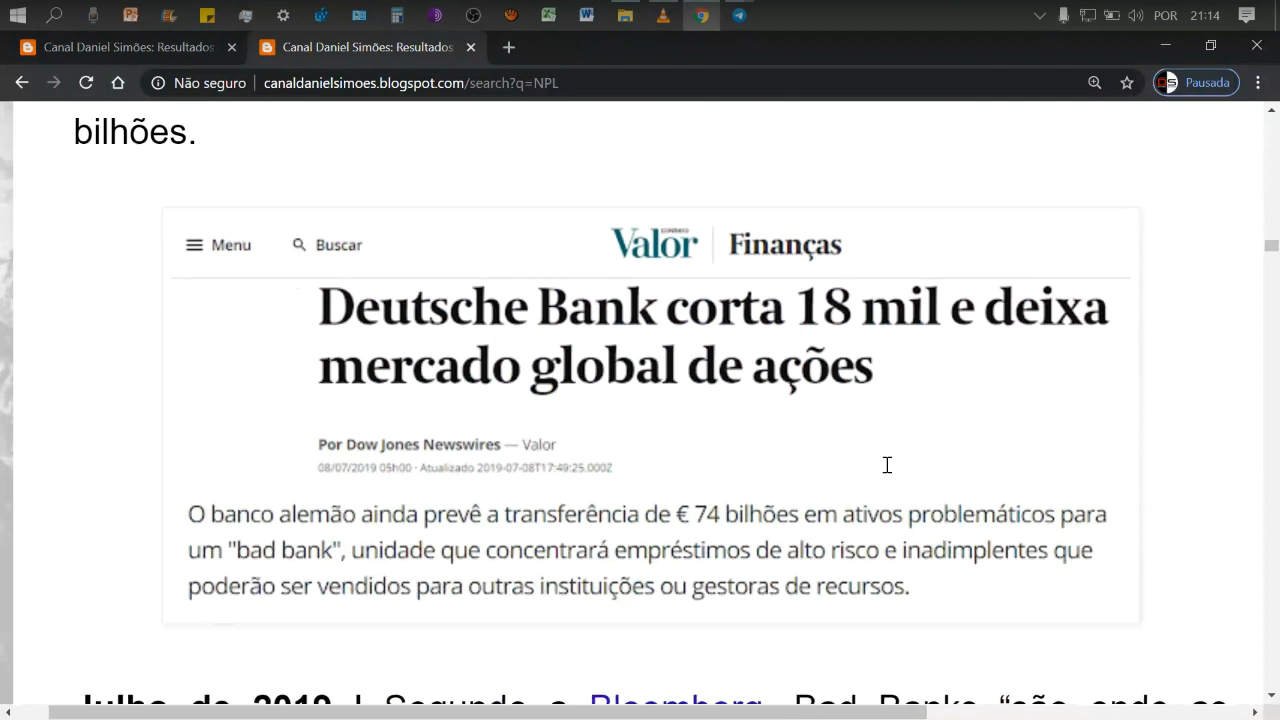 POR 21:14
Canal Daniel Simões: Resultados
Canal Daniel Simões: Resultados
Não seguro | canaldanielsimoes.blogspot.com/search?q=NPL
Pausada
bilhões.
Menu Buscar Valor Finanças
Deutsche Bank corta 18 mil e deixa
mercado global de ações
Por Dow Jones Newswires — Valor
08/07/2019 05h00 · Atualizado 2019-07-08T17:49:25.000Z
O banco alemão ainda prevê a transferência de € 74 bilhões em ativos problemáticos para
um "bad bank", unidade que concentrará empréstimos de alto risco e inadimplentes que
poderão ser vendidos para outras instituições ou gestoras de recursos.
Julho de 2019 | Segundo a Bloomberg, Bad Banks “são onde as